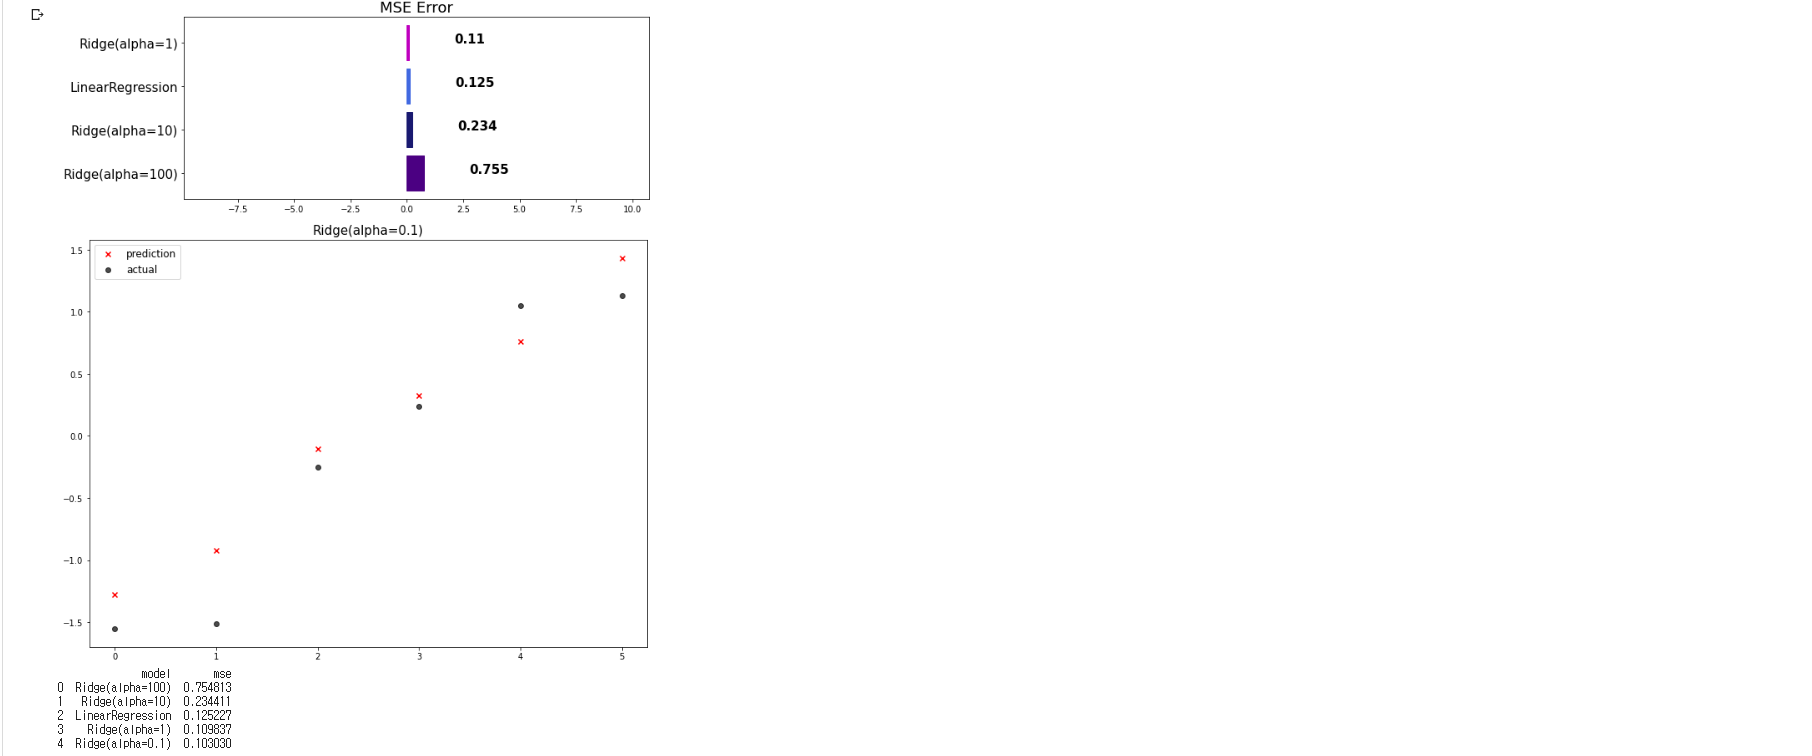 MSE Error
Ridge(alpha=1) 0.11
LinearRegression 0.125
Ridge(alpha=10) 0.234
Ridge(alpha=100) 0.755
−7.5 −5.0 −2.5 0.0 2.5 5.0 7.5 10.0
Ridge(alpha=0.1)
prediction
actual
1.5
1.0
0.5
0.0
−0.5
−1.0
−1.5
0 1 2 3 4 5
model mse
0 Ridge(alpha=100) 0.754813
1 Ridge(alpha=10) 0.234411
2 LinearRegression 0.125227
3 Ridge(alpha=1) 0.109837
4 Ridge(alpha=0.1) 0.103030